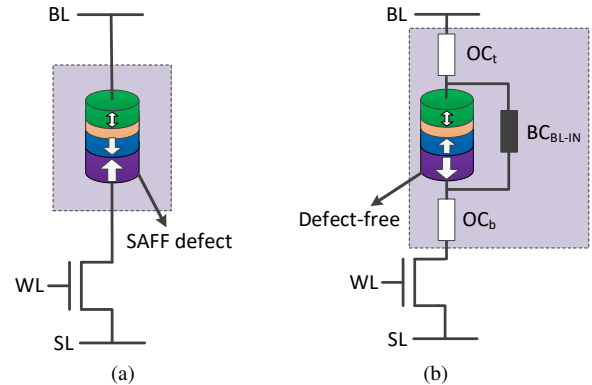 BL
SAFF defect
WL
SL
(a)
BL
OCt
BCBL-IN
Defect-free
OCb
WL
SL
(b)